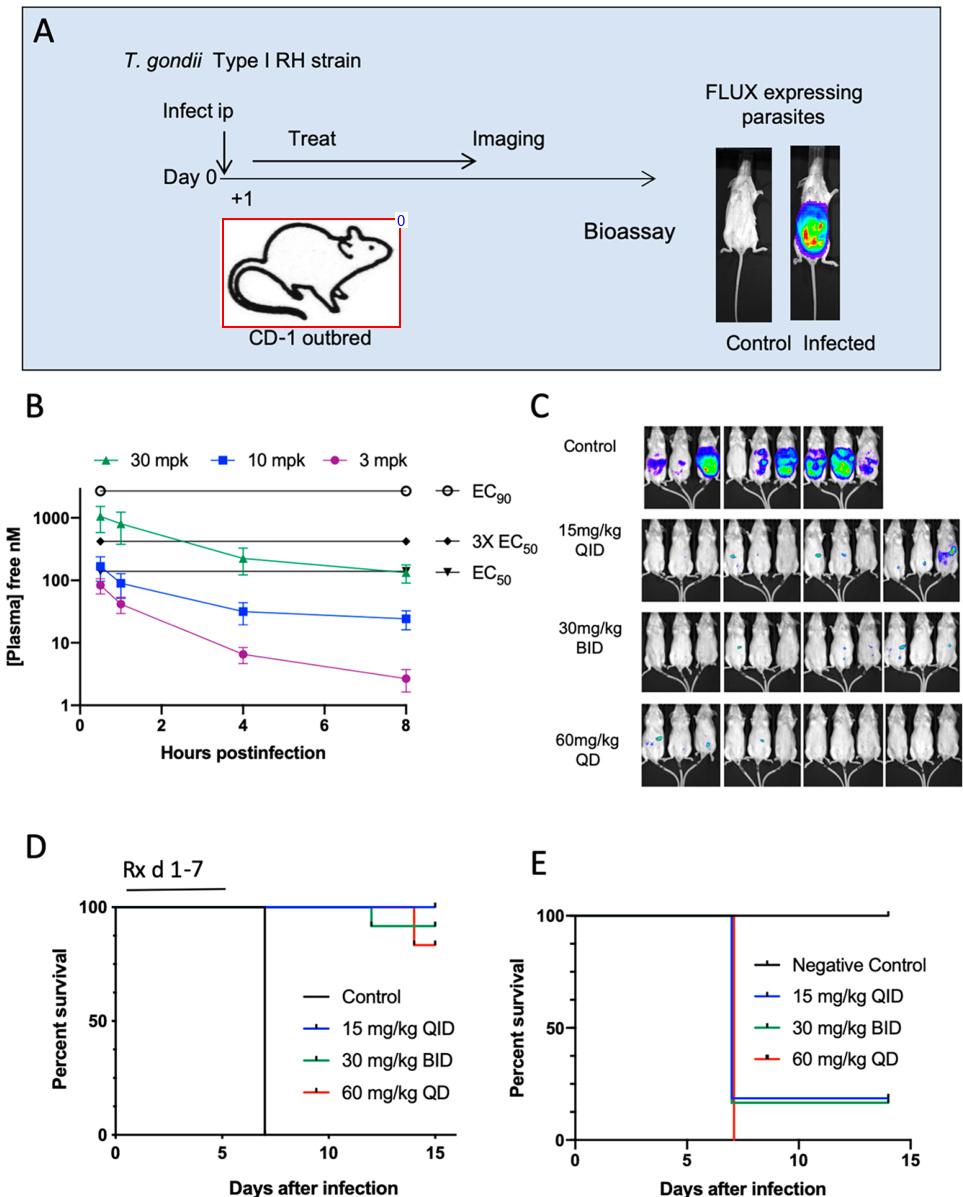 A
T. gondii Type I RH strain
Infect ip
Treat
Imaging
Day 0
+1
0
CD-1 outbred
Bioassay
FLUX expressing
parasites
Control Infected
B
30 mpk 10 mpk 3 mpk
[Plasma] free nM
1000
100
10
1
0 2 4 6 8
Hours postinfection
EC90
3X EC50
EC50
C
Control
15mg/kg
QID
30mg/kg
BID
60mg/kg
QD
D
Rx d 1-7
Percent survival
100
50
0
0 5 10 15
Days after infection
Control
15 mg/kg QID
30 mg/kg BID
60 mg/kg QD
E
Percent survival
100
50
0
0 5 10 15
Days after infection
Negative Control
15 mg/kg QID
30 mg/kg BID
60 mg/kg QD